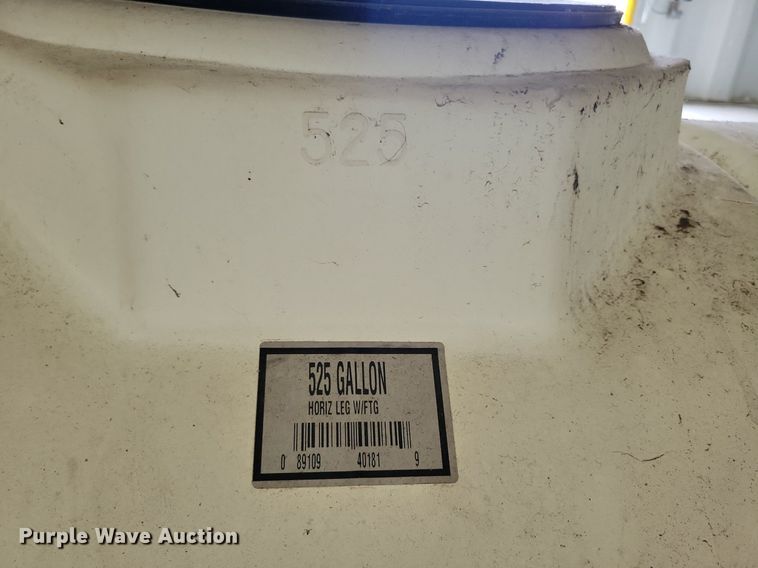 525
525 GALLON
HORIZ LEG W/FTG
0 89109 40181 9
Purple Wave Auction